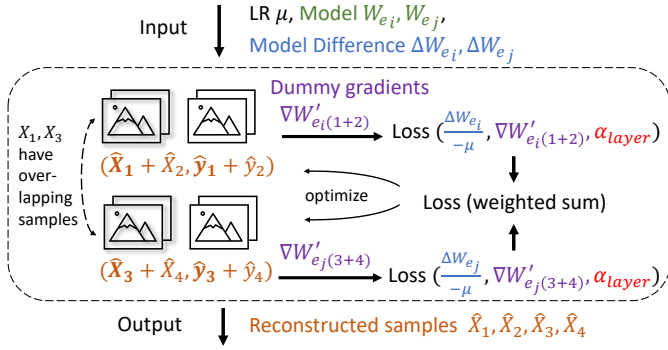 Input
LR μ, Model W_{e_i}, W_{e_j},
Model Difference ΔW_{e_i}, ΔW_{e_j}
Dummy gradients
∇W'_{e_i(1+2)}
Loss (ΔW_{e_i}/−μ, ∇W'_{e_i(1+2)}, α_{layer})
X_1, X_3
have
over-
lapping
samples
(X̂_1 + X̂_2, ŷ_1 + ŷ_2)
optimize
Loss (weighted sum)
(X̂_3 + X̂_4, ŷ_3 + ŷ_4)
∇W'_{e_j(3+4)}
Loss (ΔW_{e_j}/−μ, ∇W'_{e_j(3+4)}, α_{layer})
Output
Reconstructed samples X̂_1, X̂_2, X̂_3, X̂_4